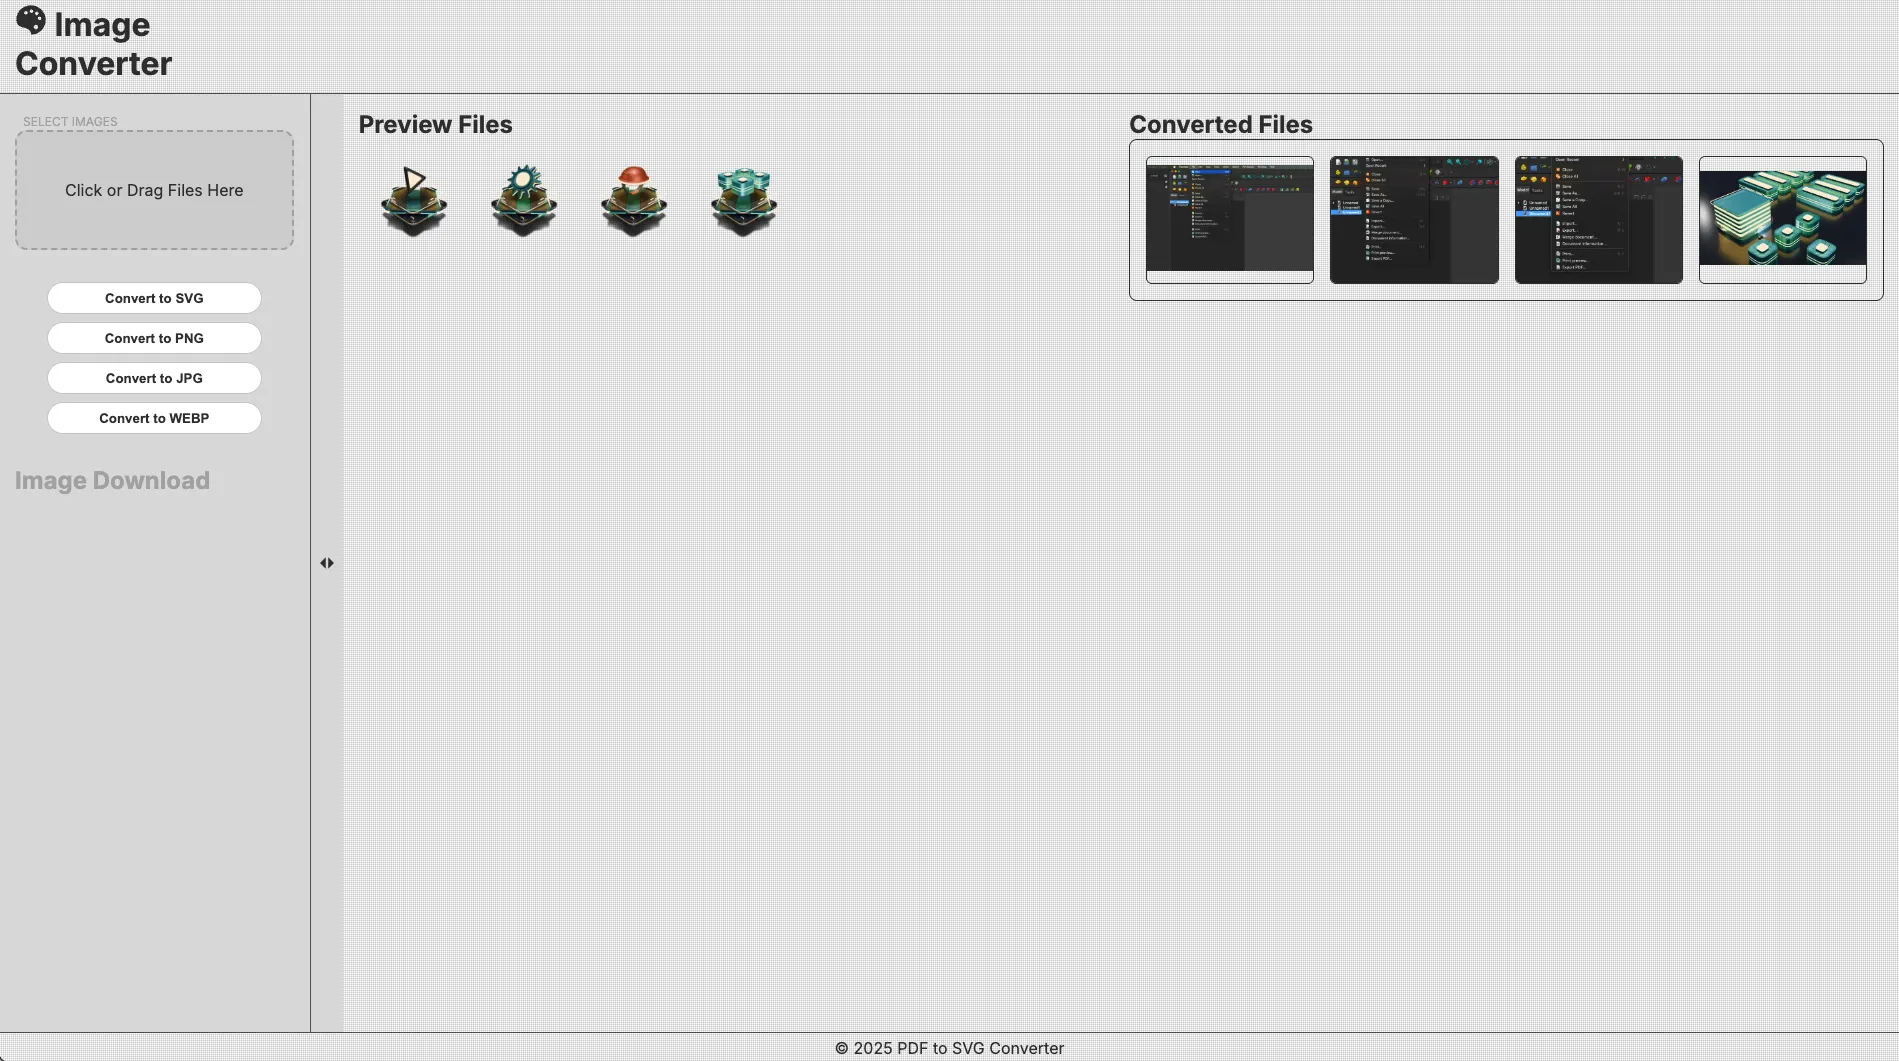 Image
Converter
SELECT IMAGES
Click or Drag Files Here
Convert to SVG
Convert to PNG
Convert to JPG
Convert to WEBP
Image Download
Preview Files
Converted Files
© 2025 PDF to SVG Converter